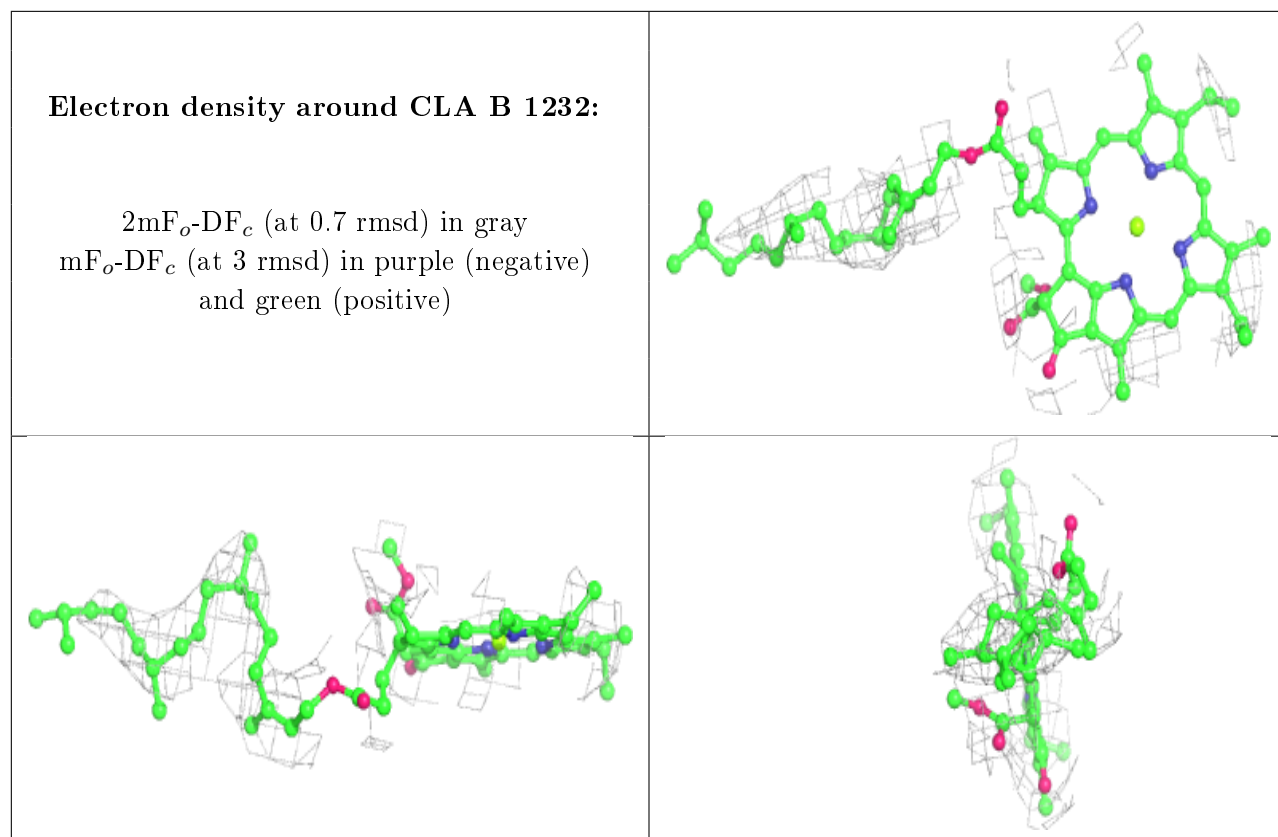 Electron density around CLA B 1232:
2mFₒ-DF𝒸 (at 0.7 rmsd) in gray
mFₒ-DF𝒸 (at 3 rmsd) in purple (negative)
and green (positive)